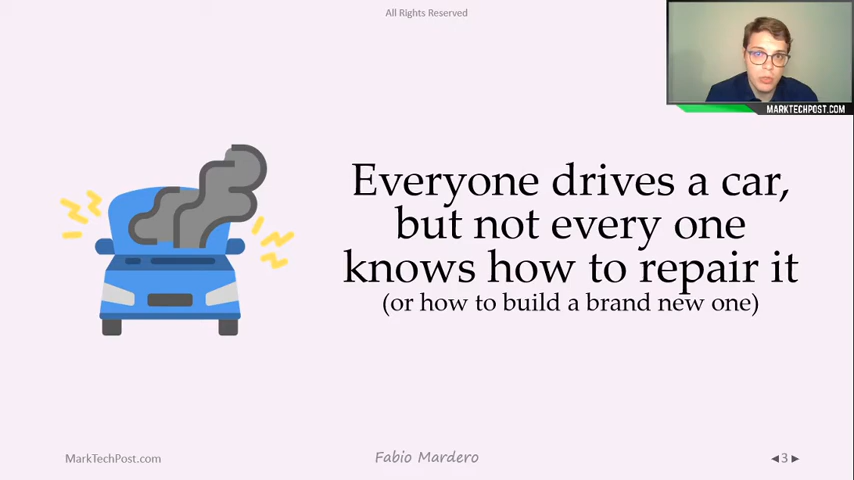 All Rights Reserved
MARKTECHPOST.COM
Everyone drives a car,
but not every one
knows how to repair it
(or how to build a brand new one)
MarkTechPost.com
Fabio Mardero
◄3►